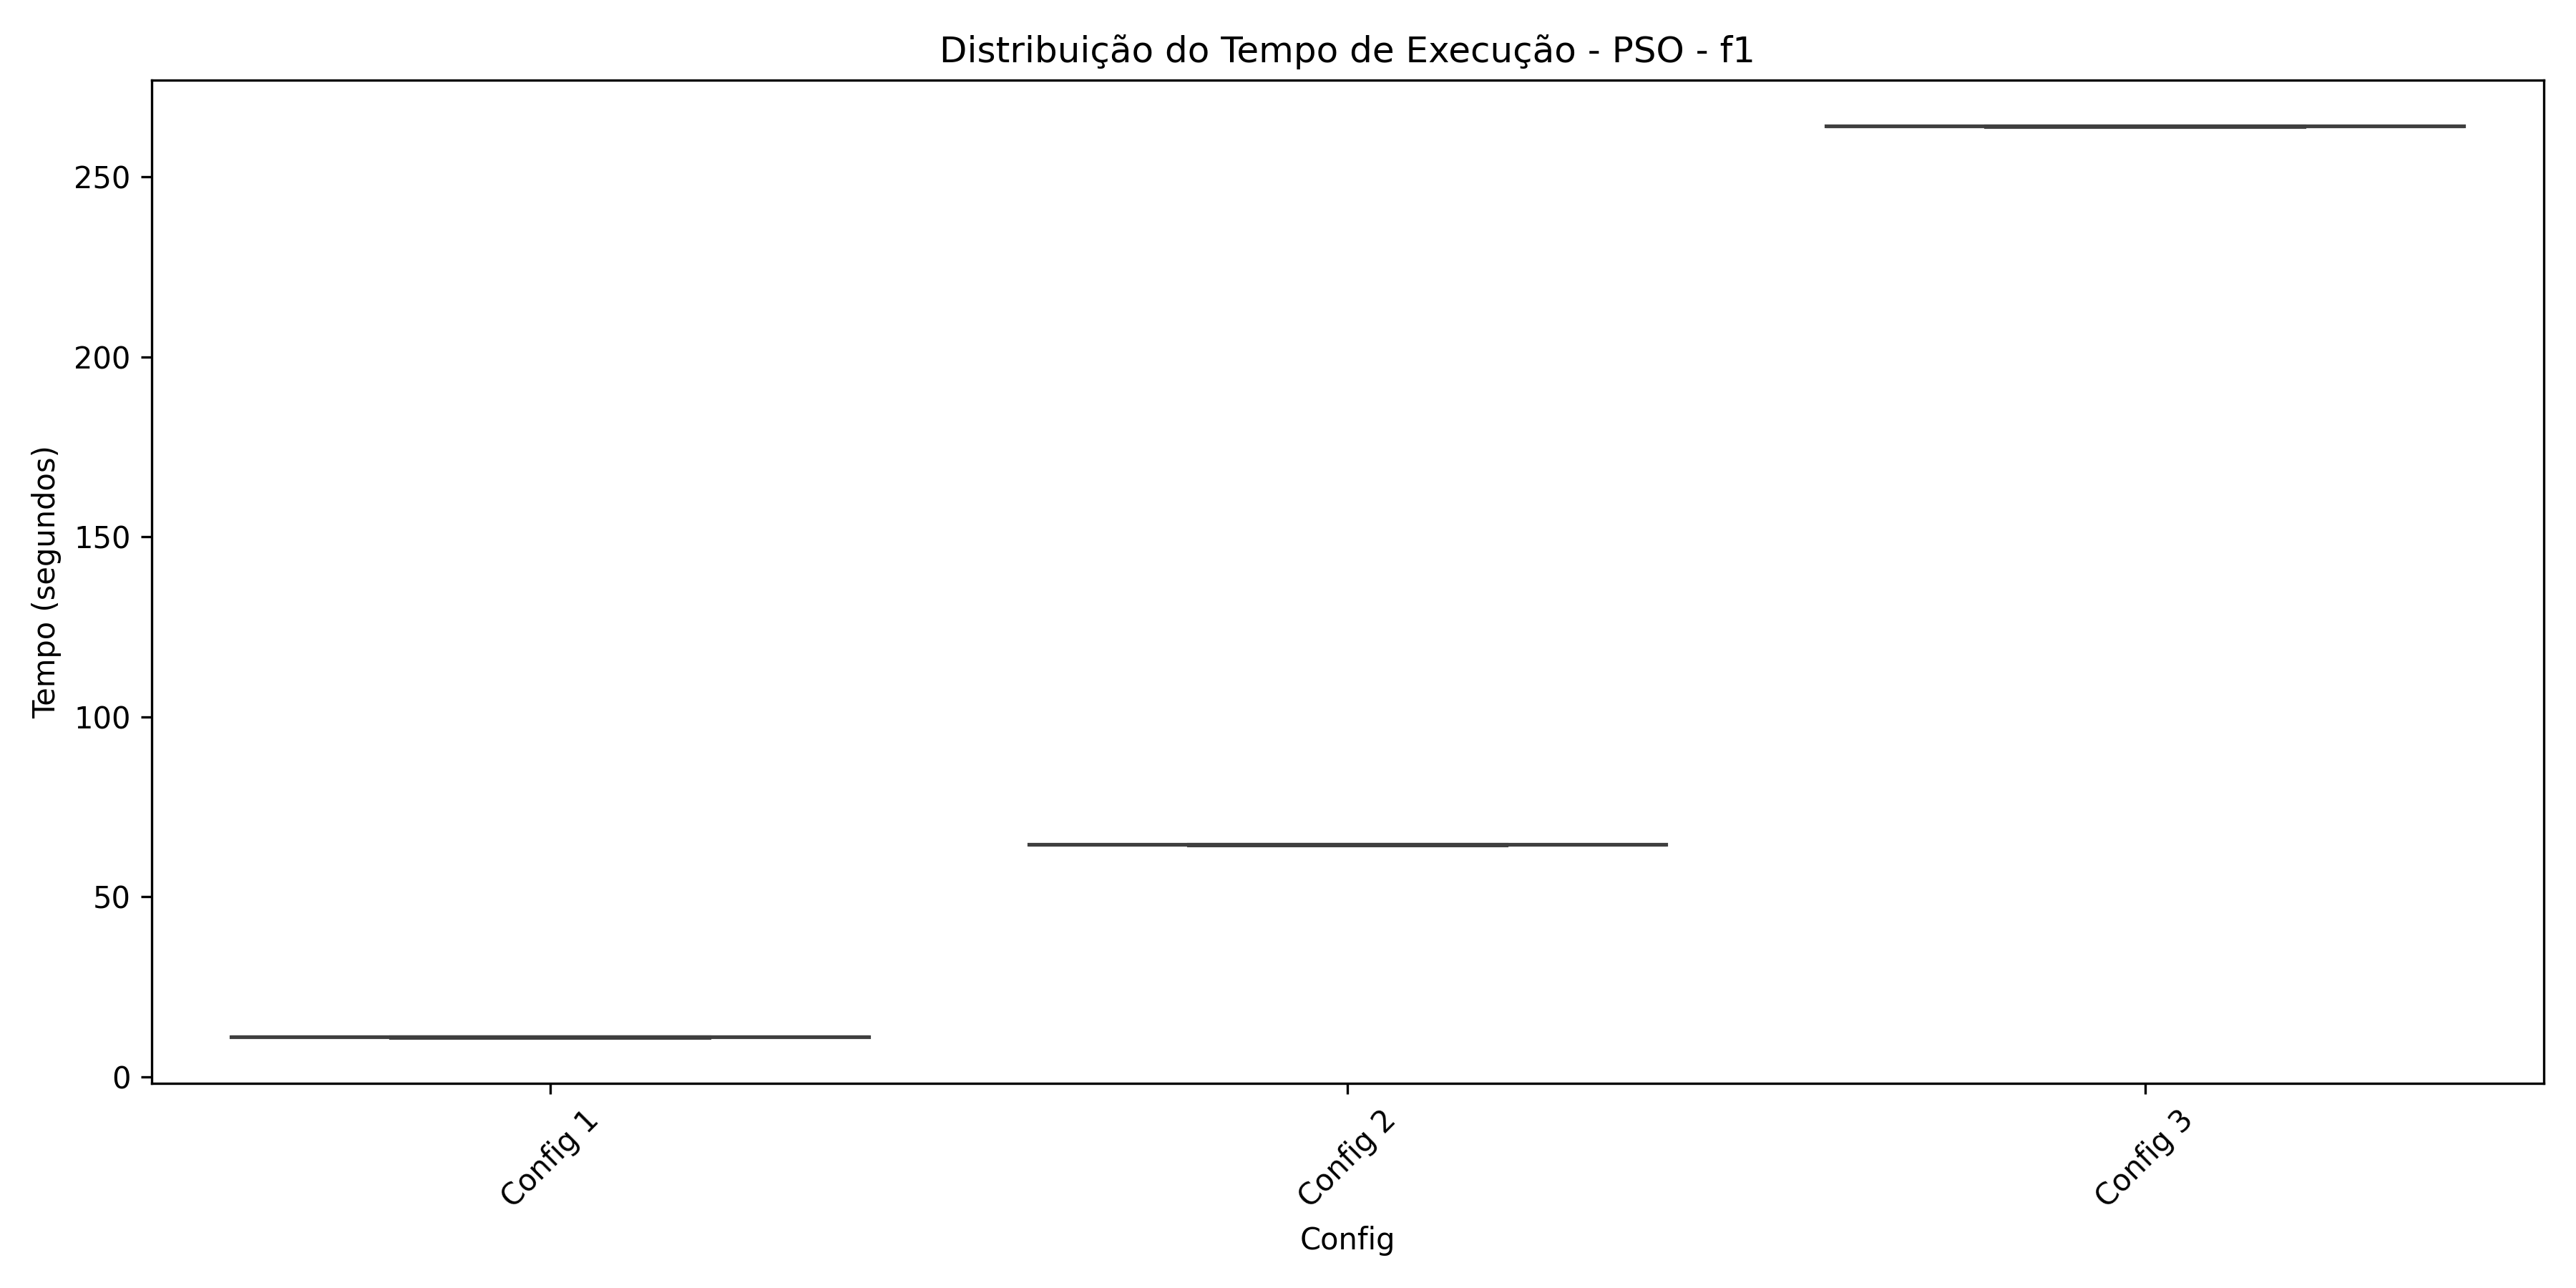 Distribuição do Tempo de Execução - PSO - f1
Tempo (segundos)
250
200
150
100
50
0
Config 1
Config 2
Config 3
Config